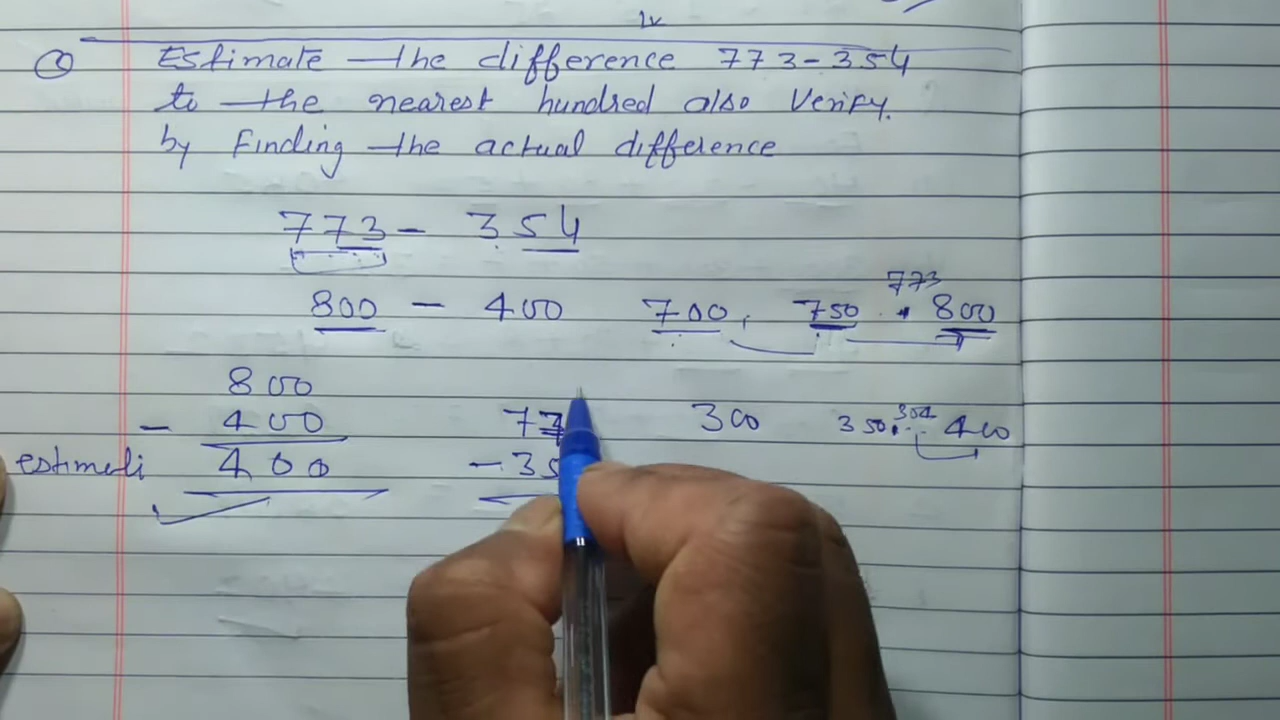 Estimate the difference 773-354
to the nearest hundred also Verify.
by Finding the actual difference
773 - 354
773
800 - 400 700, 750 800
800
- 400 77 300 350 354 400
estimati 400 -35